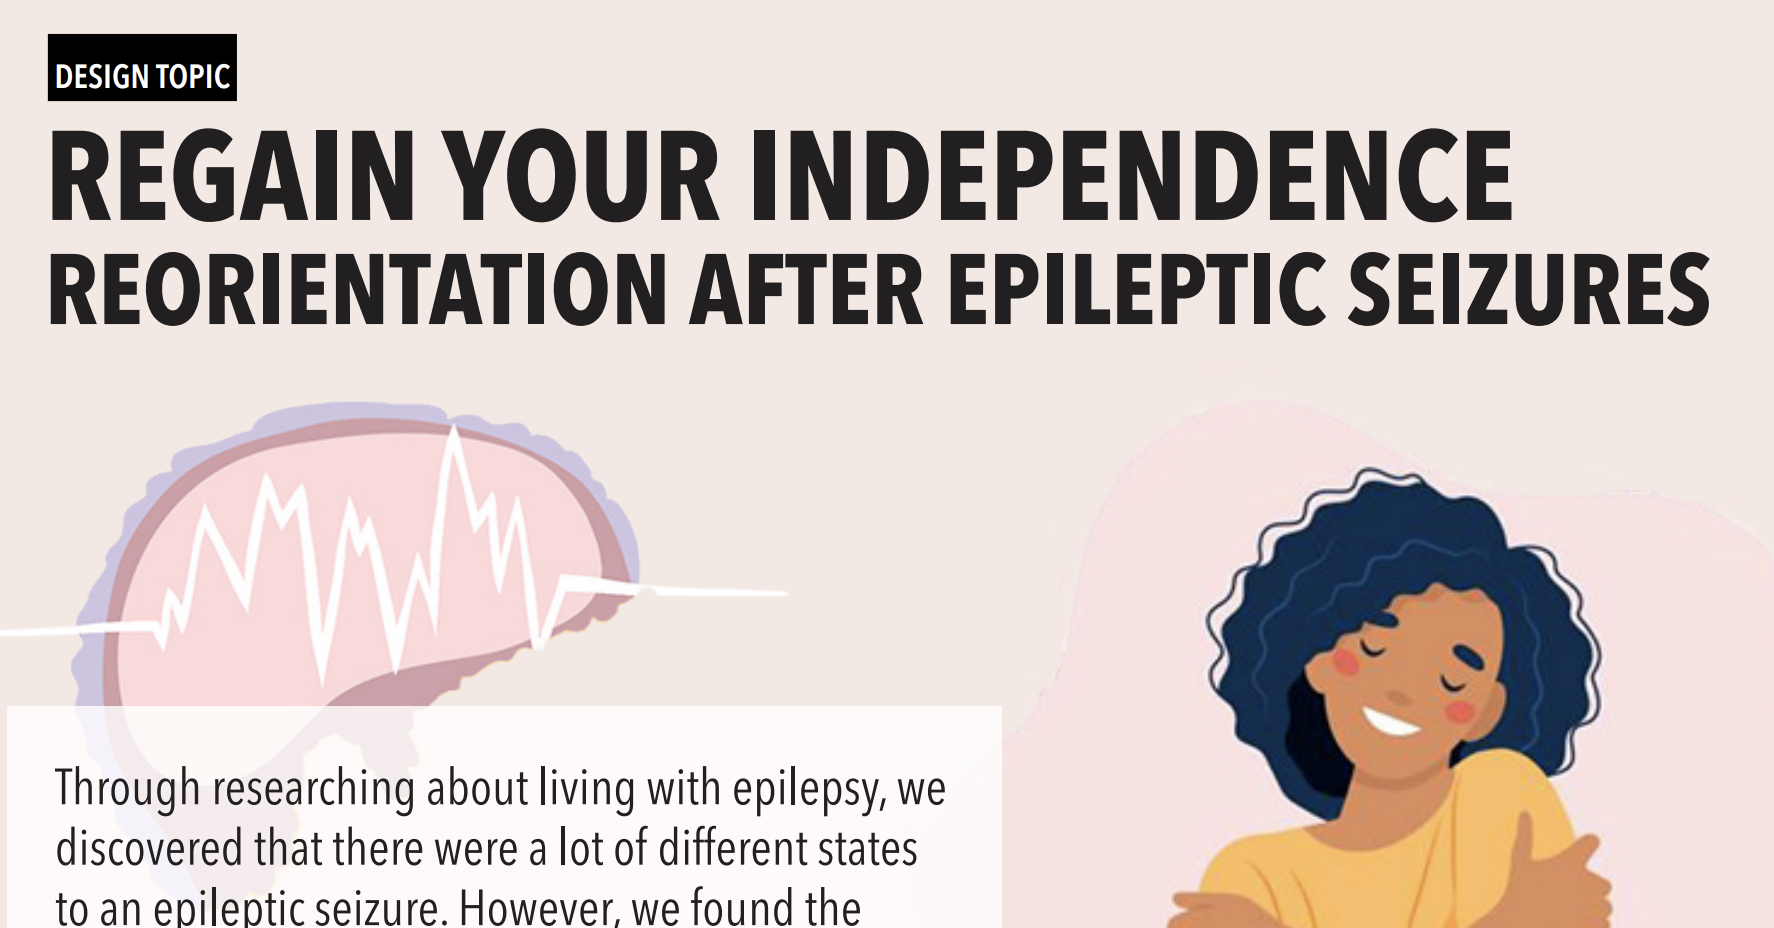 DESIGN TOPIC
REGAIN YOUR INDEPENDENCE
REORIENTATION AFTER EPILEPTIC SEIZURES
Through researching about living with epilepsy, we
discovered that there were a lot of different states
to an epileptic seizure. However, we found the